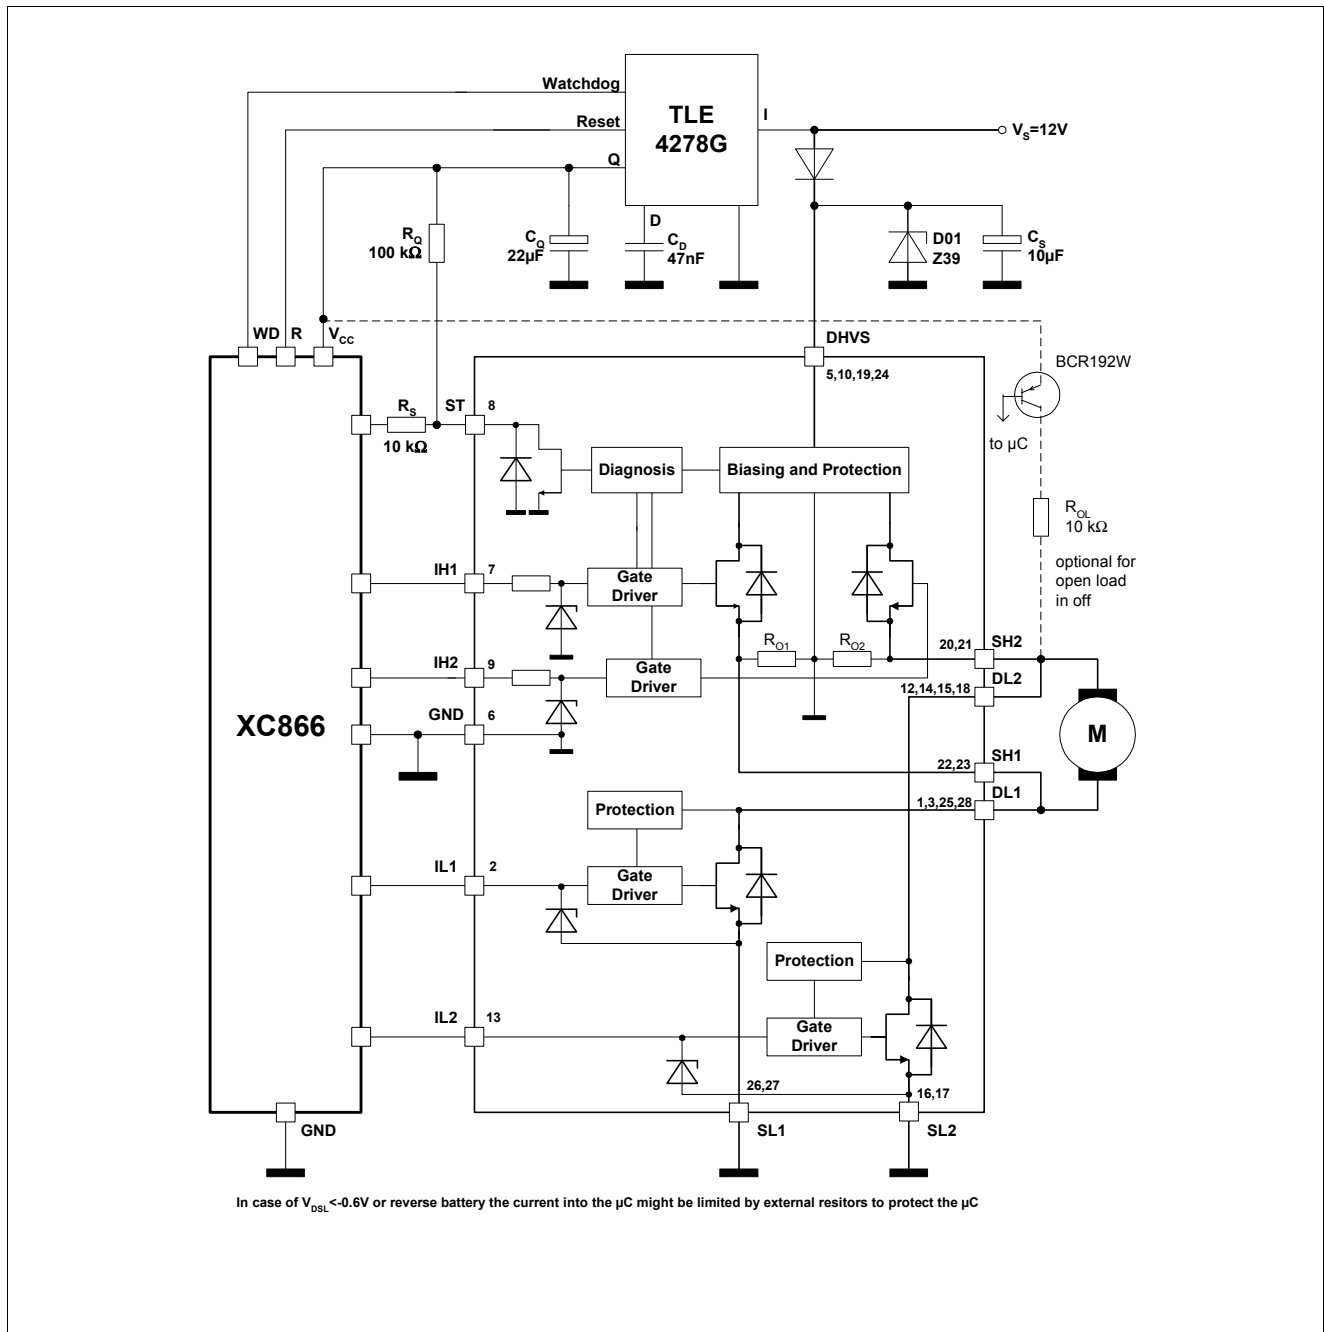 Watchdog
TLE
4278G
I
Reset
V_S=12V
Q
D
R_Q
100 kΩ
C_Q
22µF
C_D
47nF
D01
Z39
C_S
10µF
WD
R
V_CC
DHVS
5,10,19,24
BCR192W
R_S
10 kΩ
ST
8
to µC
Diagnosis
Biasing and Protection
R_OL
10 kΩ
optional for
open load
in off
IH1
7
Gate
Driver
R_O1
R_O2
20,21
SH2
IH2
9
Gate
Driver
12,14,15,18
DL2
GND
6
XC866
M
22,23
SH1
1,3,25,28
DL1
Protection
IL1
2
Gate
Driver
Protection
IL2
13
Gate
Driver
26,27
16,17
GND
SL1
SL2
In case of V_DSL<-0.6V or reverse battery the current into the µC might be limited by external resitors to protect the µC